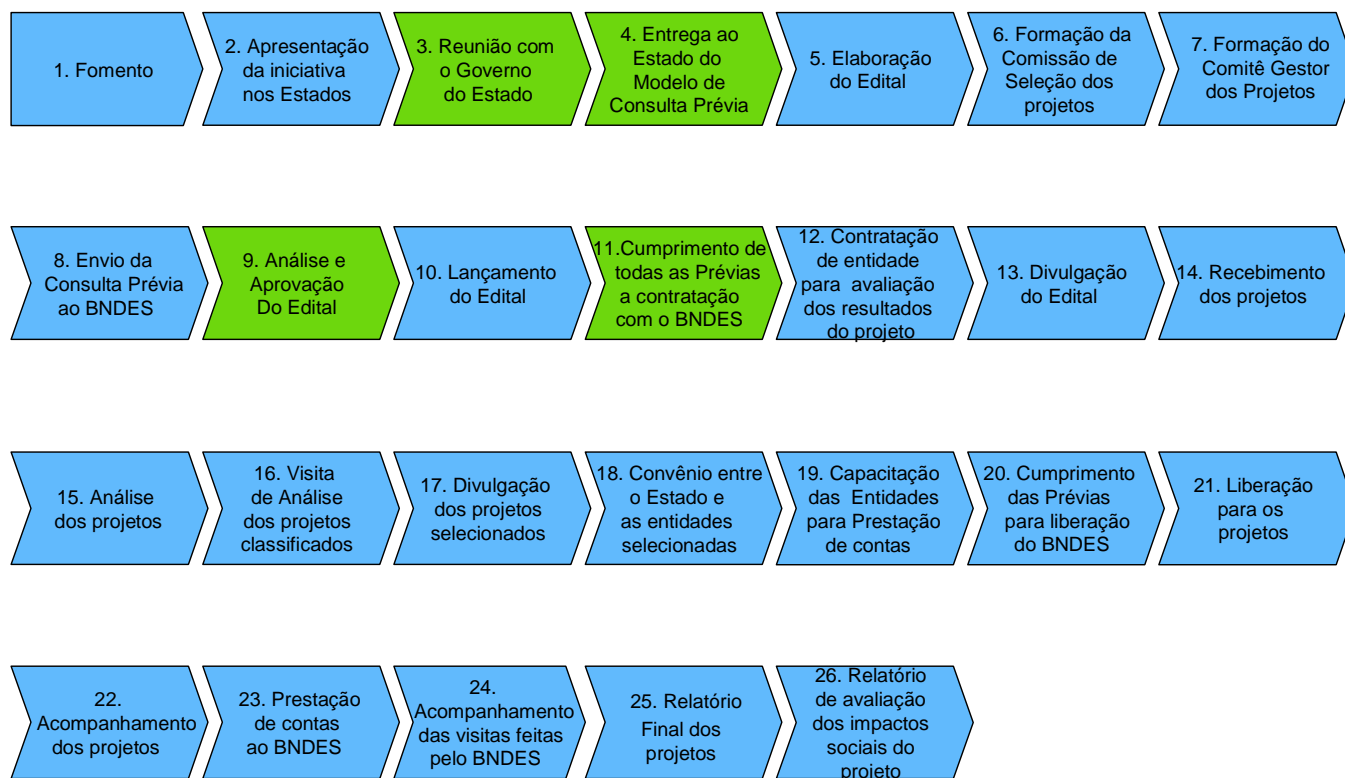 1. Fomento
2. Apresentação
da iniciativa
nos Estados
3. Reunião com
o Governo
do Estado
4. Entrega ao
Estado do
Modelo de
Consulta Prévia
5. Elaboração
do Edital
6. Formação da
Comissão de
Seleção dos
projetos
7. Formação do
Comitê Gestor
dos Projetos
8. Envio da
Consulta Prévia
ao BNDES
9. Análise e
Aprovação
Do Edital
10. Lançamento
do Edital
11.Cumprimento de
todas as Prévias
a contratação
com o BNDES
12. Contratação
de entidade
para avaliação
dos resultados
do projeto
13. Divulgação
do Edital
14. Recebimento
dos projetos
15. Análise
dos projetos
16. Visita
de Análise
dos projetos
classificados
17. Divulgação
dos projetos
selecionados
18. Convênio entre
o Estado e
as entidades
selecionadas
19. Capacitação
das Entidades
para Prestação
de contas
20. Cumprimento
das Prévias
para liberação
do BNDES
21. Liberação
para os
projetos
22.
Acompanhamento
dos projetos
23. Prestação
de contas
ao BNDES
24.
Acompanhamento
das visitas feitas
pelo BNDES
25. Relatório
Final dos
projetos
26. Relatório
de avaliação
dos impactos
sociais do
projeto